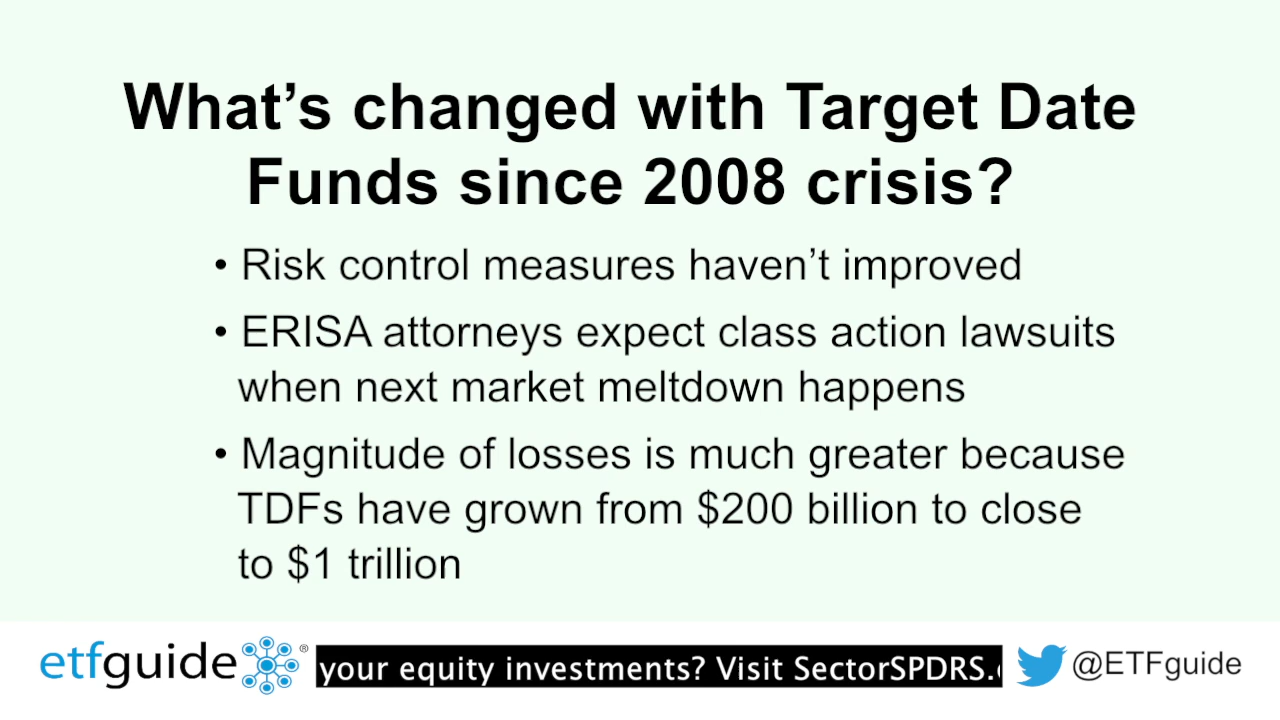 What’s changed with Target Date
Funds since 2008 crisis?
• Risk control measures haven’t improved
• ERISA attorneys expect class action lawsuits
when next market meltdown happens
• Magnitude of losses is much greater because
TDFs have grown from $200 billion to close
to $1 trillion
etfguide® your equity investments? Visit SectorSPDRS. @ETFguide